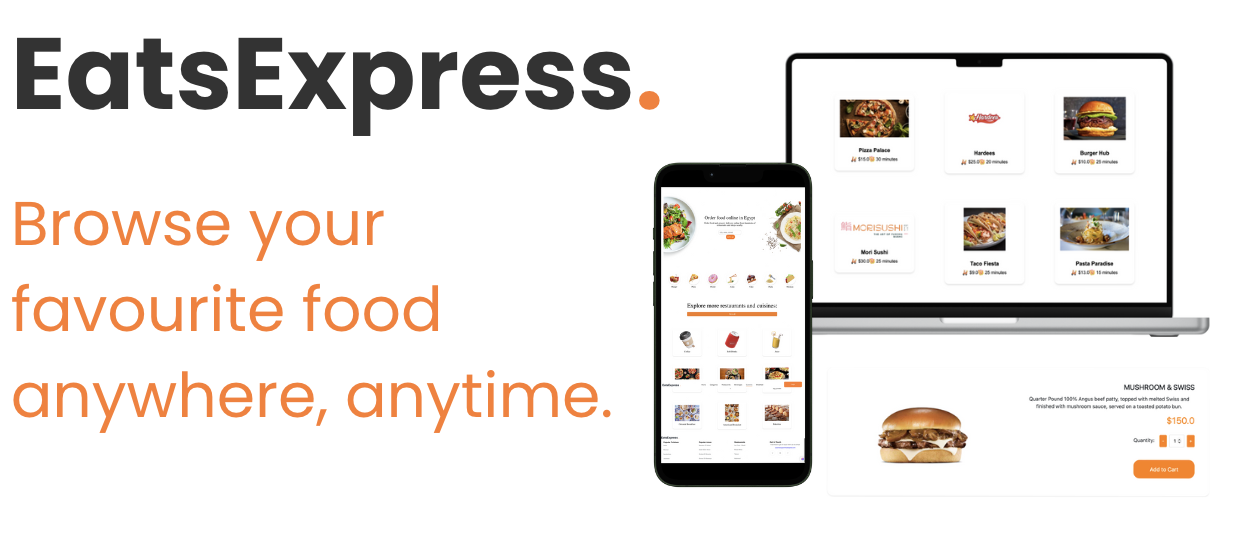 EatsExpress.
Browse your
favourite food
anywhere, anytime.
Pizza Palace
$15.0 30 minutes
Hardees
Hardees
$25.0 20 minutes
Burger Hub
$10.0 25 minutes
MORISUSHI
Mori Sushi
$30.0 25 minutes
Taco Fiesta
$9.0 25 minutes
Pasta Paradise
$13.0 15 minutes
Order food online in Egypt
Explore more restaurants and cuisines:
EatsExpress
EatsExpress
MUSHROOM & SWISS
Quarter Pound 100% Angus beef patty, topped with melted Swiss and
finished with mushroom sauce, served on a toasted potato bun.
$150.0
Quantity: - 1 +
Add to Cart